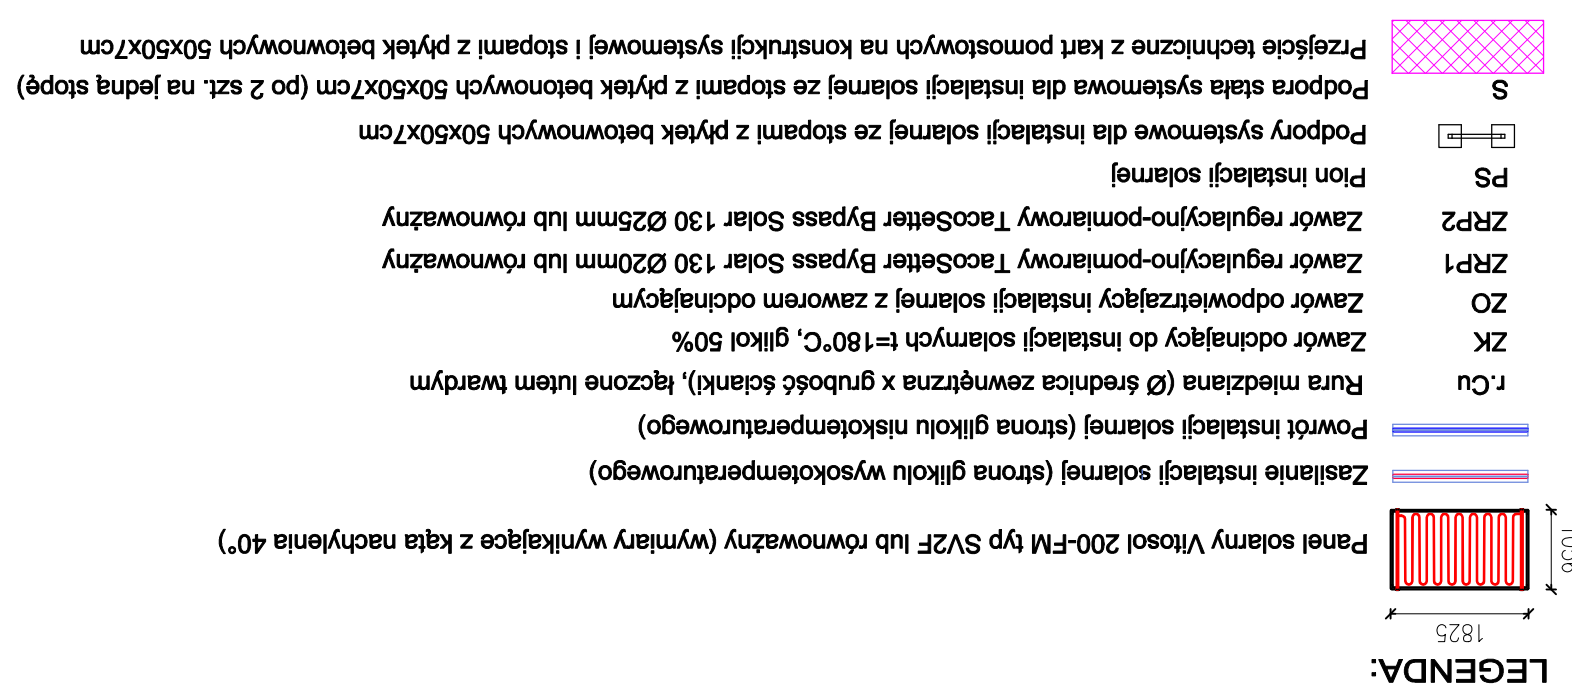 LEGENDA:
1825
1056
Panel solarny Vitosol 200-FM typ SV2F lub równoważny (wymiary wynikające z kąta nachylenia 40°)
Zasilanie instalacji solarnej (strona glikolu wysokotemperaturowego)
Powrót instalacji solarnej (strona glikolu niskotemperaturowego)
r.Cu Rura miedziana (Ø średnica zewnętrzna x grubość ścianki), łączone lutem twardym
ZK Zawór odcinający do instalacji solarnych t=180°C, glikol 50%
ZO Zawór odpowietrzający instalacji solarnej z zaworem odcinającym
ZRP1 Zawór regulacyjno-pomiarowy TacoSetter Bypass Solar 130 Ø20mm lub równoważny
ZRP2 Zawór regulacyjno-pomiarowy TacoSetter Bypass Solar 130 Ø25mm lub równoważny
PS Pion instalacji solarnej
Podpory systemowe dla instalacji solarnej ze stopami z płytek betownowych 50x50x7cm
S Podpora stała systemowa dla instalacji solarnej ze stopami z płytek betonowych 50x50x7cm (po 2 szt. na jedną stopę)
Przejście techniczne z kart pomostowych na konstrukcji systemowej i stopami z płytek betownowych 50x50x7cm